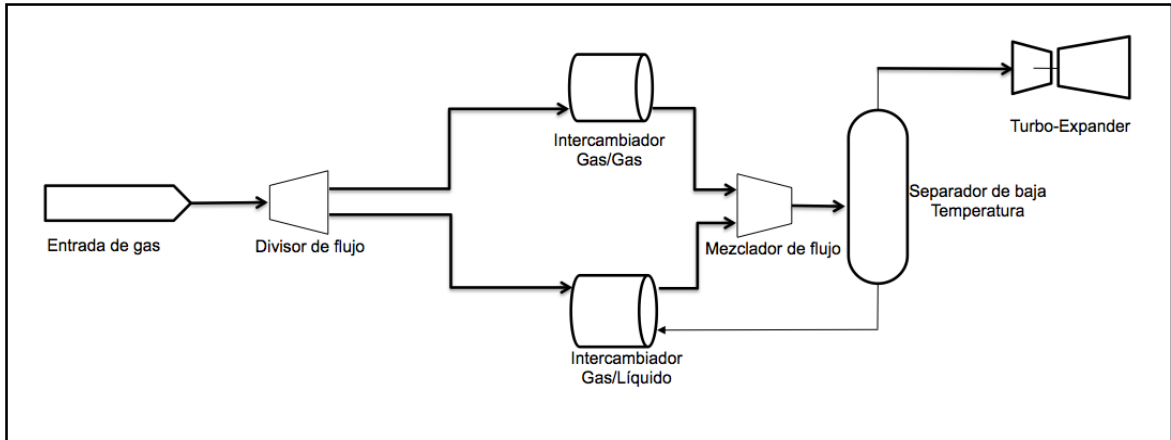 Entrada de gas
Divisor de flujo
Intercambiador
Gas/Gas
Intercambiador
Gas/Líquido
Mezclador de flujo
Separador de baja
Temperatura
Turbo-Expander